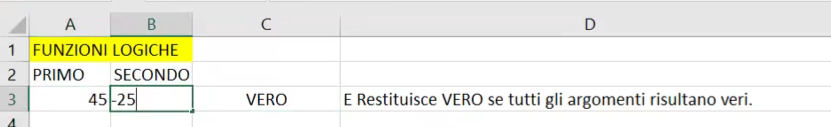 A B C D
1 FUNZIONI LOGICHE
2 PRIMO SECONDO
3 45 -25 VERO E Restituisce VERO se tutti gli argomenti risultano veri.
4